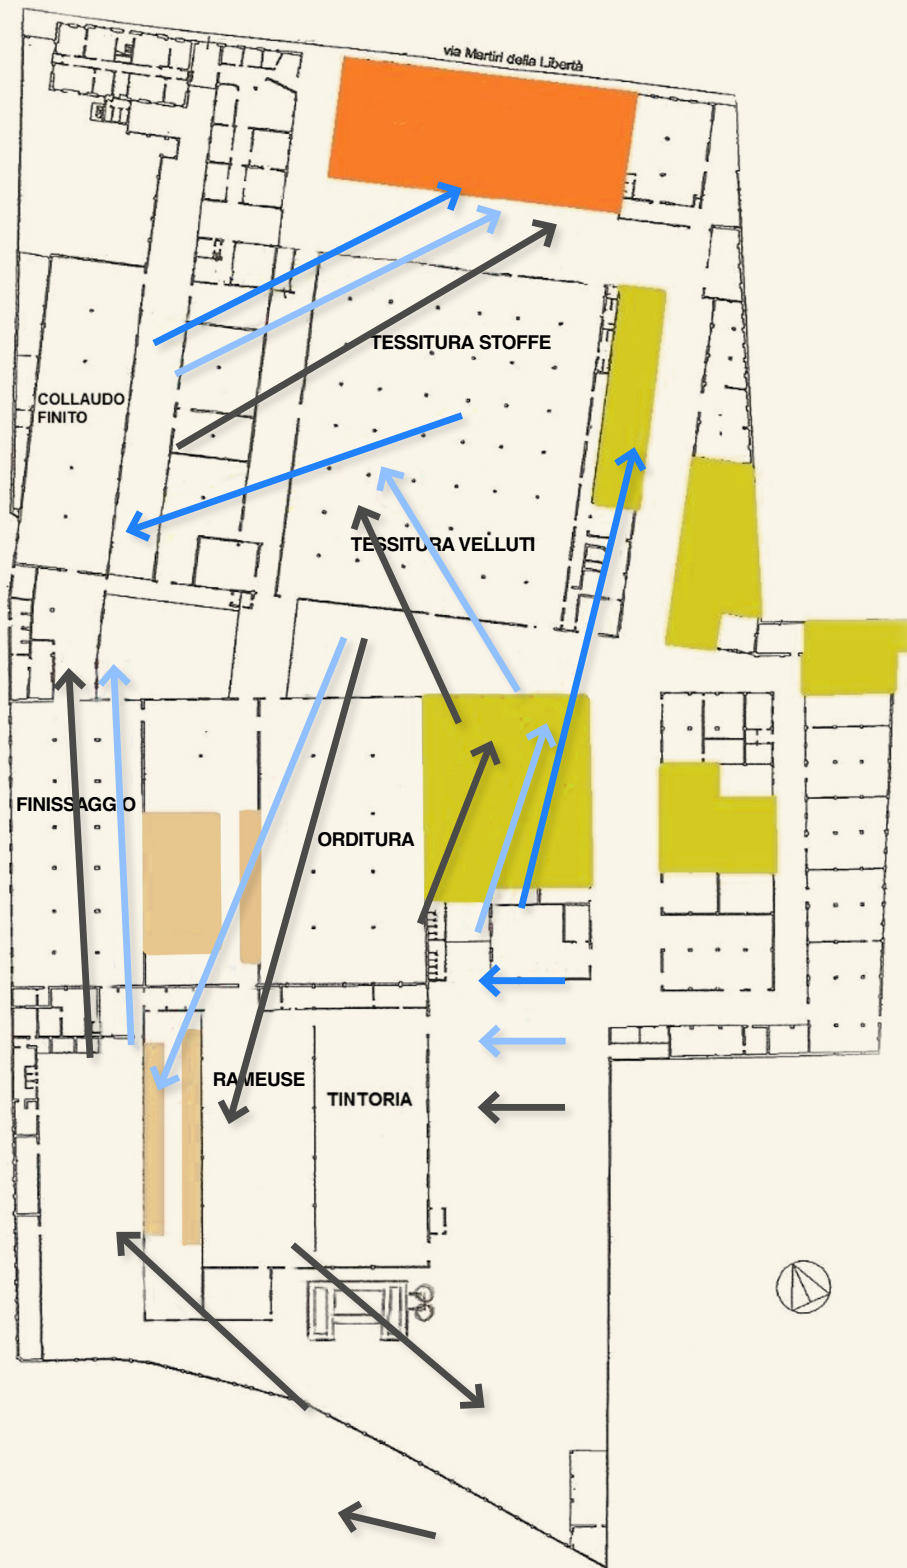 via Martiri della Libertà
TESSITURA STOFFE
COLLAUDO
FINITO
TESSITURA VELLUTI
FINISSAGGIO
ORDITURA
RAMEUSE
TINTORIA